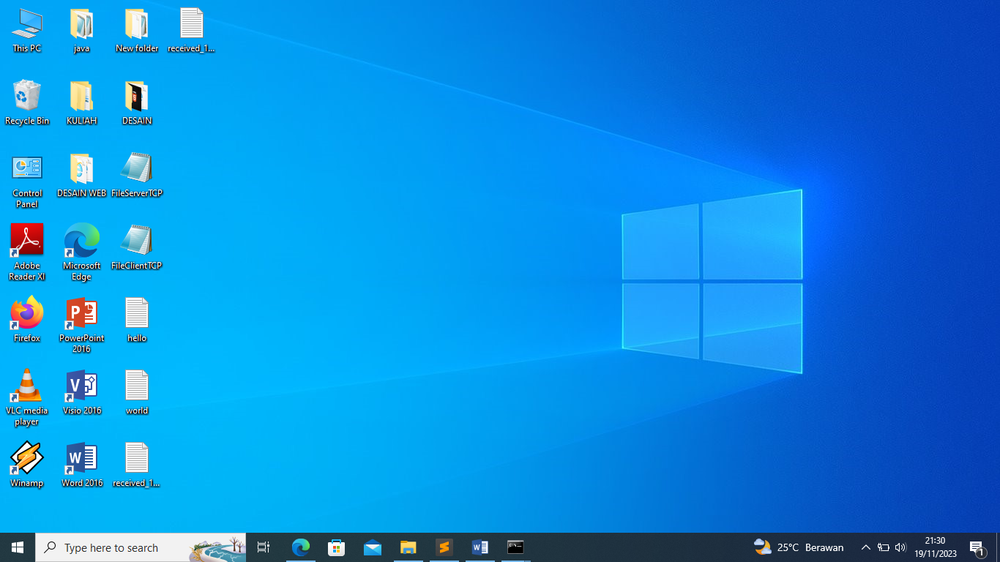 This PC
java
New folder
received_1...
Recycle Bin
KULIAH
DESAIN
Control
Panel
DESAIN WEB
FileServerTCP
Adobe
Reader XI
Microsoft
Edge
FileClientTCP
Firefox
PowerPoint
2016
hello
VLC media
player
Visio 2016
world
Winamp
Word 2016
received_1...
Type here to search
25°C Berawan
21:30
19/11/2023
1